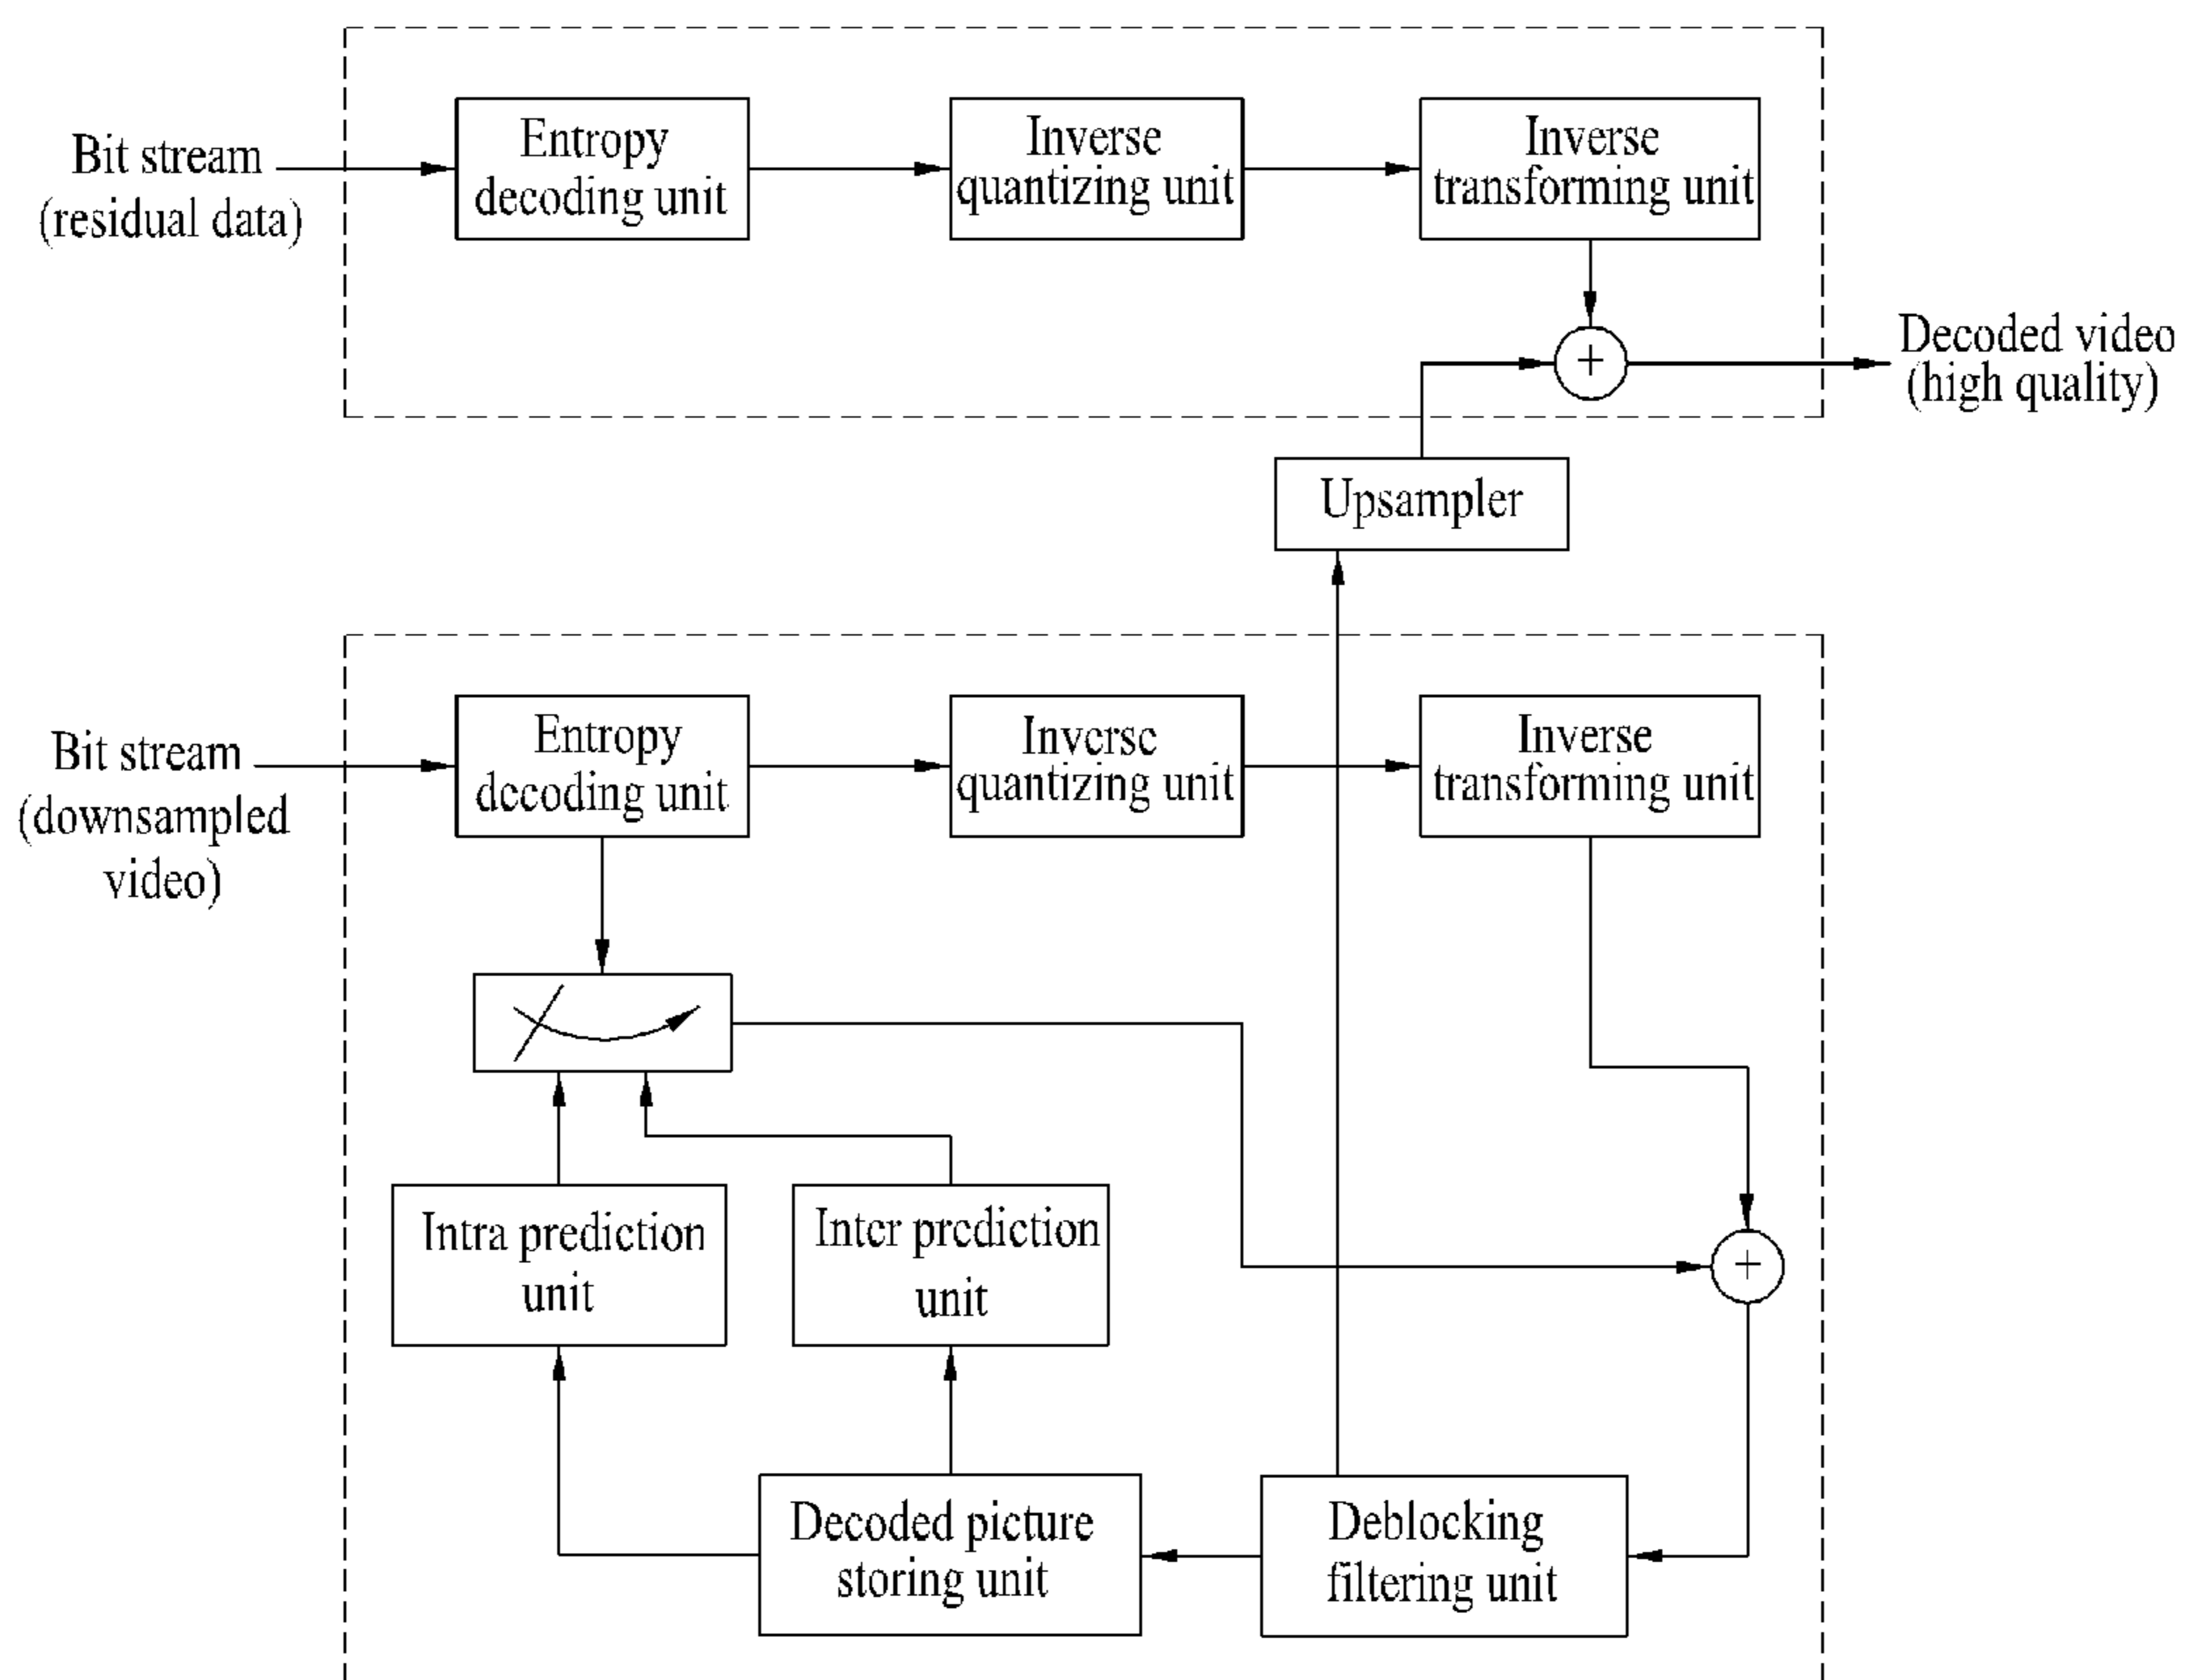 Entropy
decoding unit
Inverse
quantizing unit
Inverse
transforming unit
Bit stream
(residual data)
+
Decoded video
(high quality)
Upsampler
Entropy
decoding unit
Inverse
quantizing unit
Inverse
transforming unit
Bit stream
(downsampled
video)
Intra prediction
unit
Inter prediction
unit
+
Decoded picture
storing unit
Deblocking
filtering unit